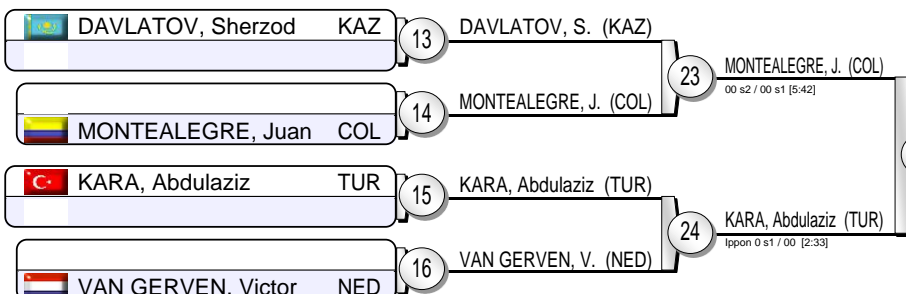 DAVLATOV, Sherzod KAZ
13
DAVLATOV, S. (KAZ)
23
MONTEALEGRE, J. (COL)
00 s2 / 00 s1 [5:42]
14
MONTEALEGRE, J. (COL)
MONTEALEGRE, Juan COL
KARA, Abdulaziz TUR
15
KARA, Abdulaziz (TUR)
24
KARA, Abdulaziz (TUR)
Ippon 0 s1 / 00 [2:33]
16
VAN GERVEN, V. (NED)
VAN GERVEN, Victor NED